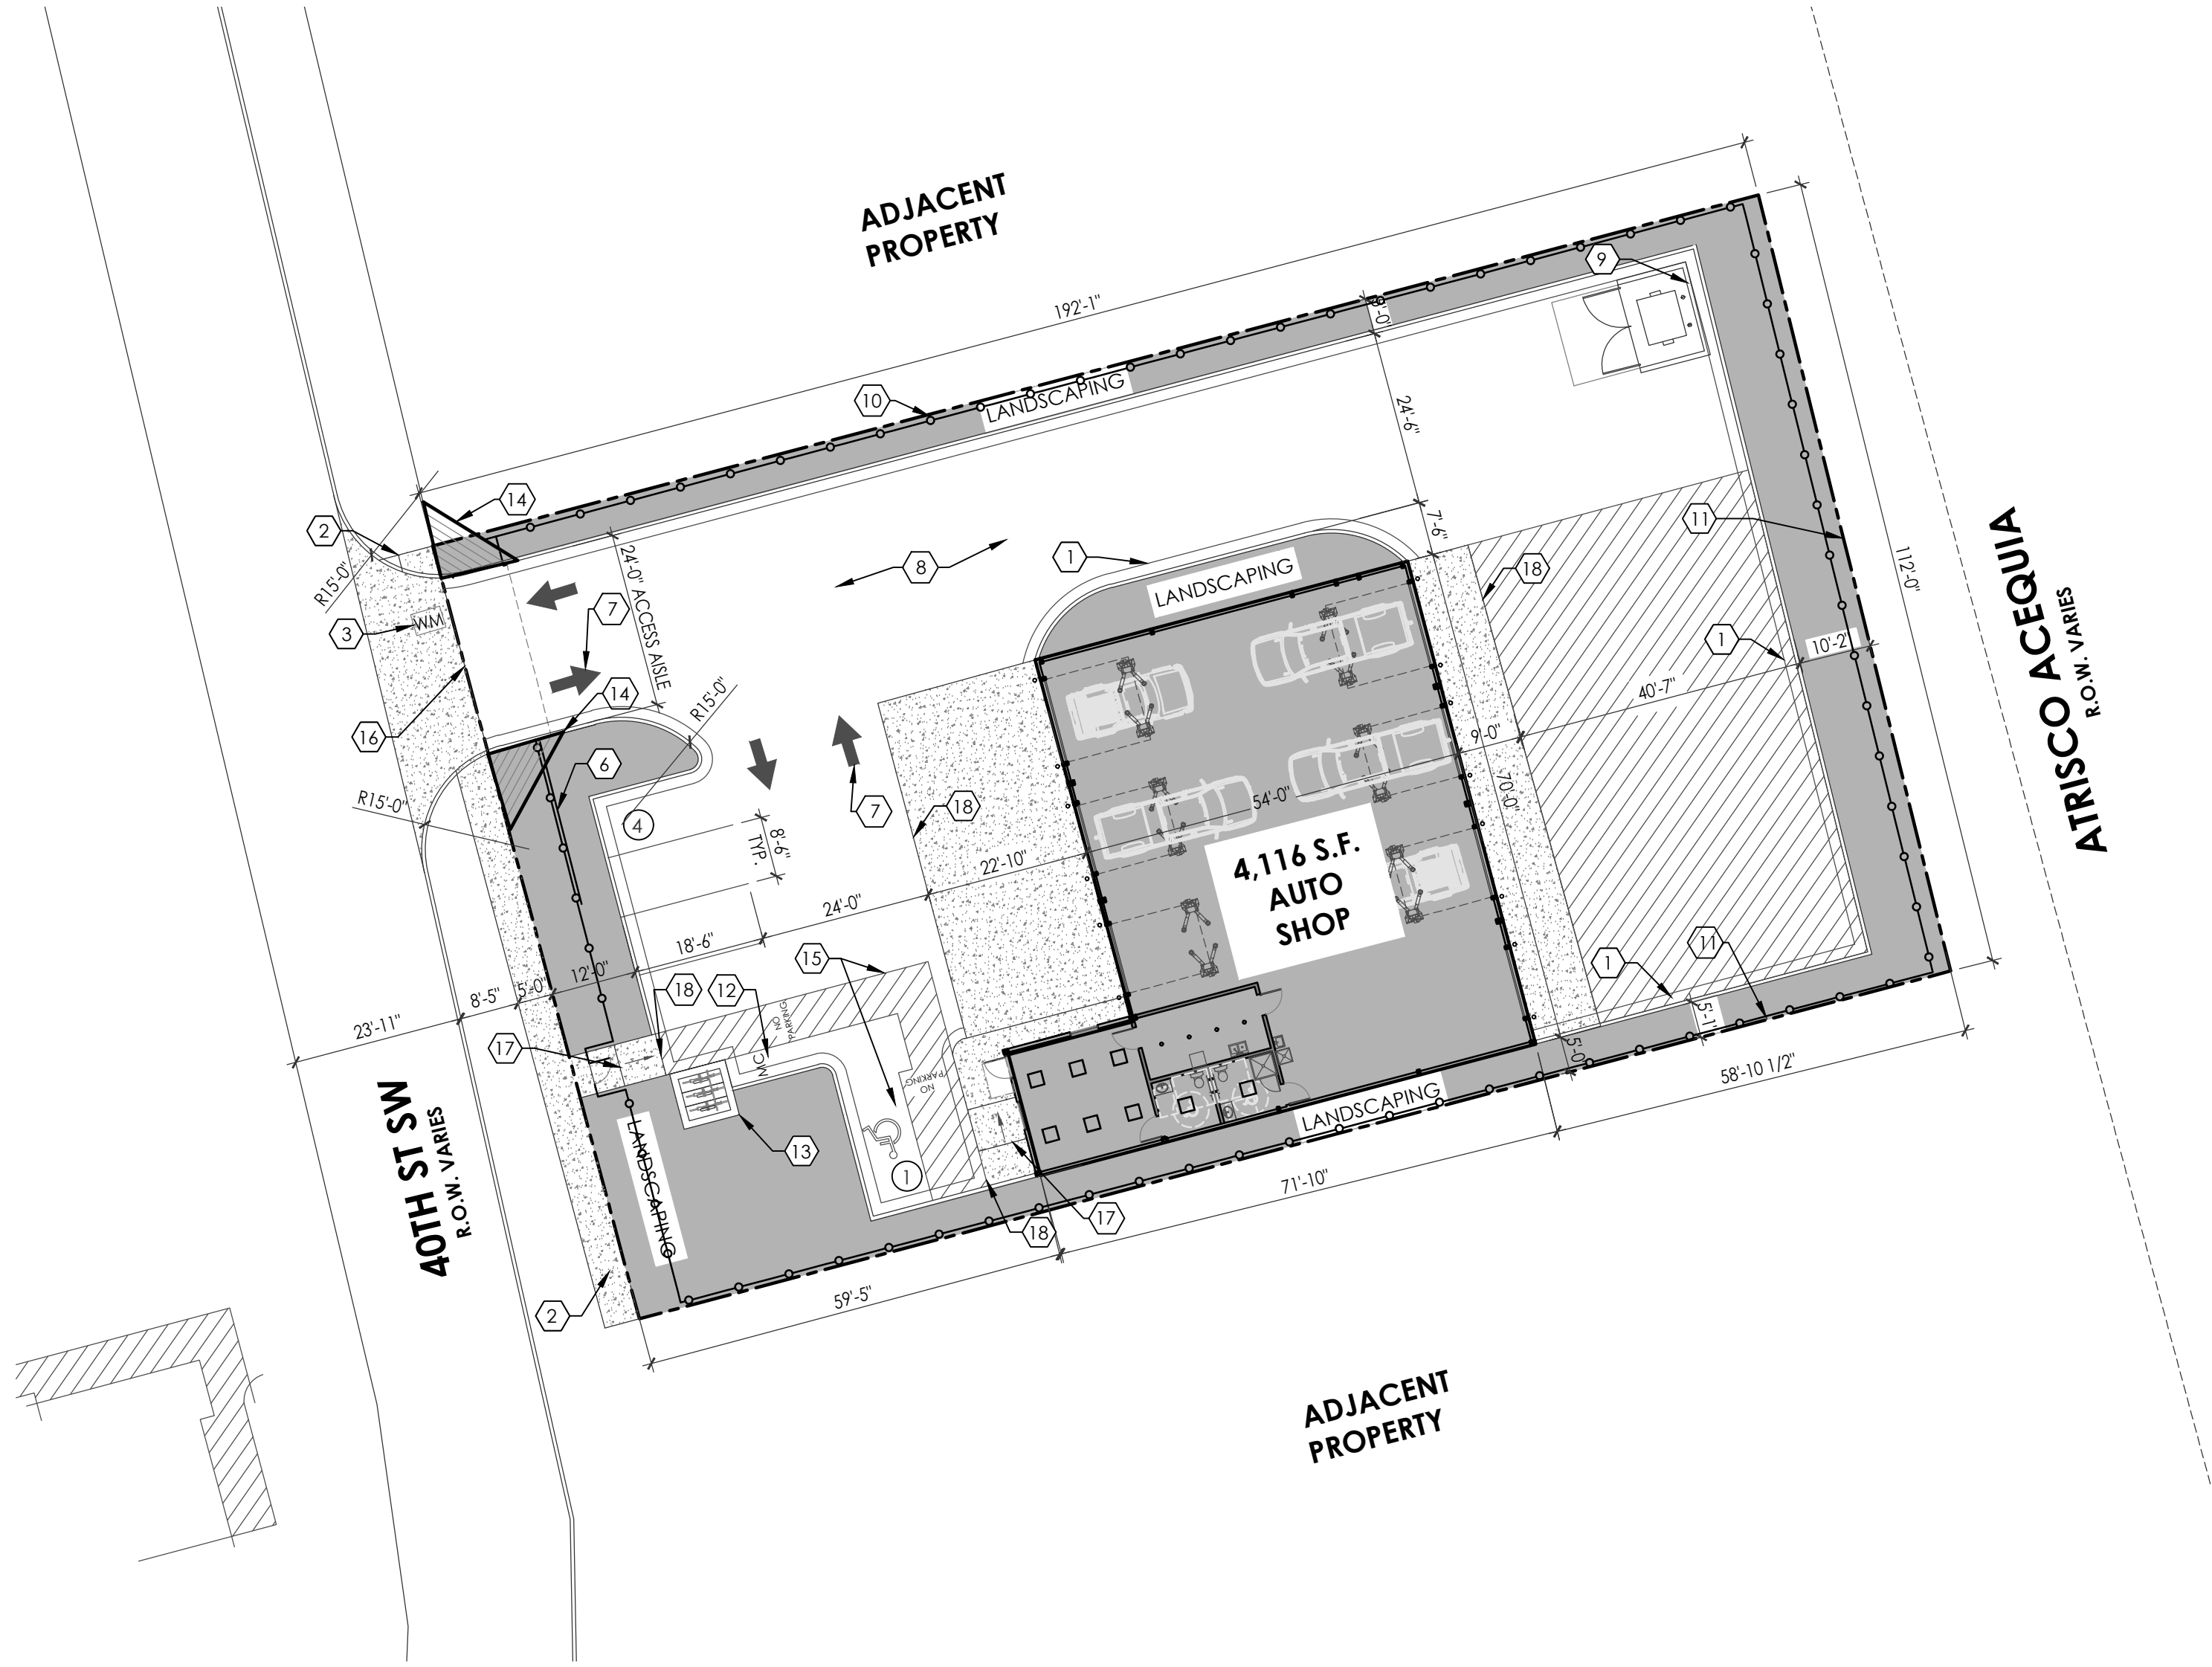 ADJACENT
PROPERTY
192'-1"
9
10
LANDSCAPING
24'-6"
14
2
R15'-0"
3
WM
24'-0" ACCESS AISLE
7
8
1
LANDSCAPING
7'-6"
18
11
ATRISCO ACEQUIA
R.O.W. VARIES
112'-0"
1
10'-2"
40'-7"
9'-0"
70'-0"
14
R15'-0"
16
6
R15'-0"
4
8'-6"
TYP.
7
18
54'-0"
22'-10"
4,116 S.F.
AUTO
SHOP
24'-0"
18'-6"
12'-0"
5'-0"
8'-5"
23'-11"
15
18
12
17
NO
PARKING
MC
NO
PARKING
13
1
1
11
5'-1"
5'-0"
58'-10 1/2"
LANDSCAPING
71'-10"
17
18
LANDSCAPING
40TH ST SW
R.O.W. VARIES
2
59'-5"
ADJACENT
PROPERTY